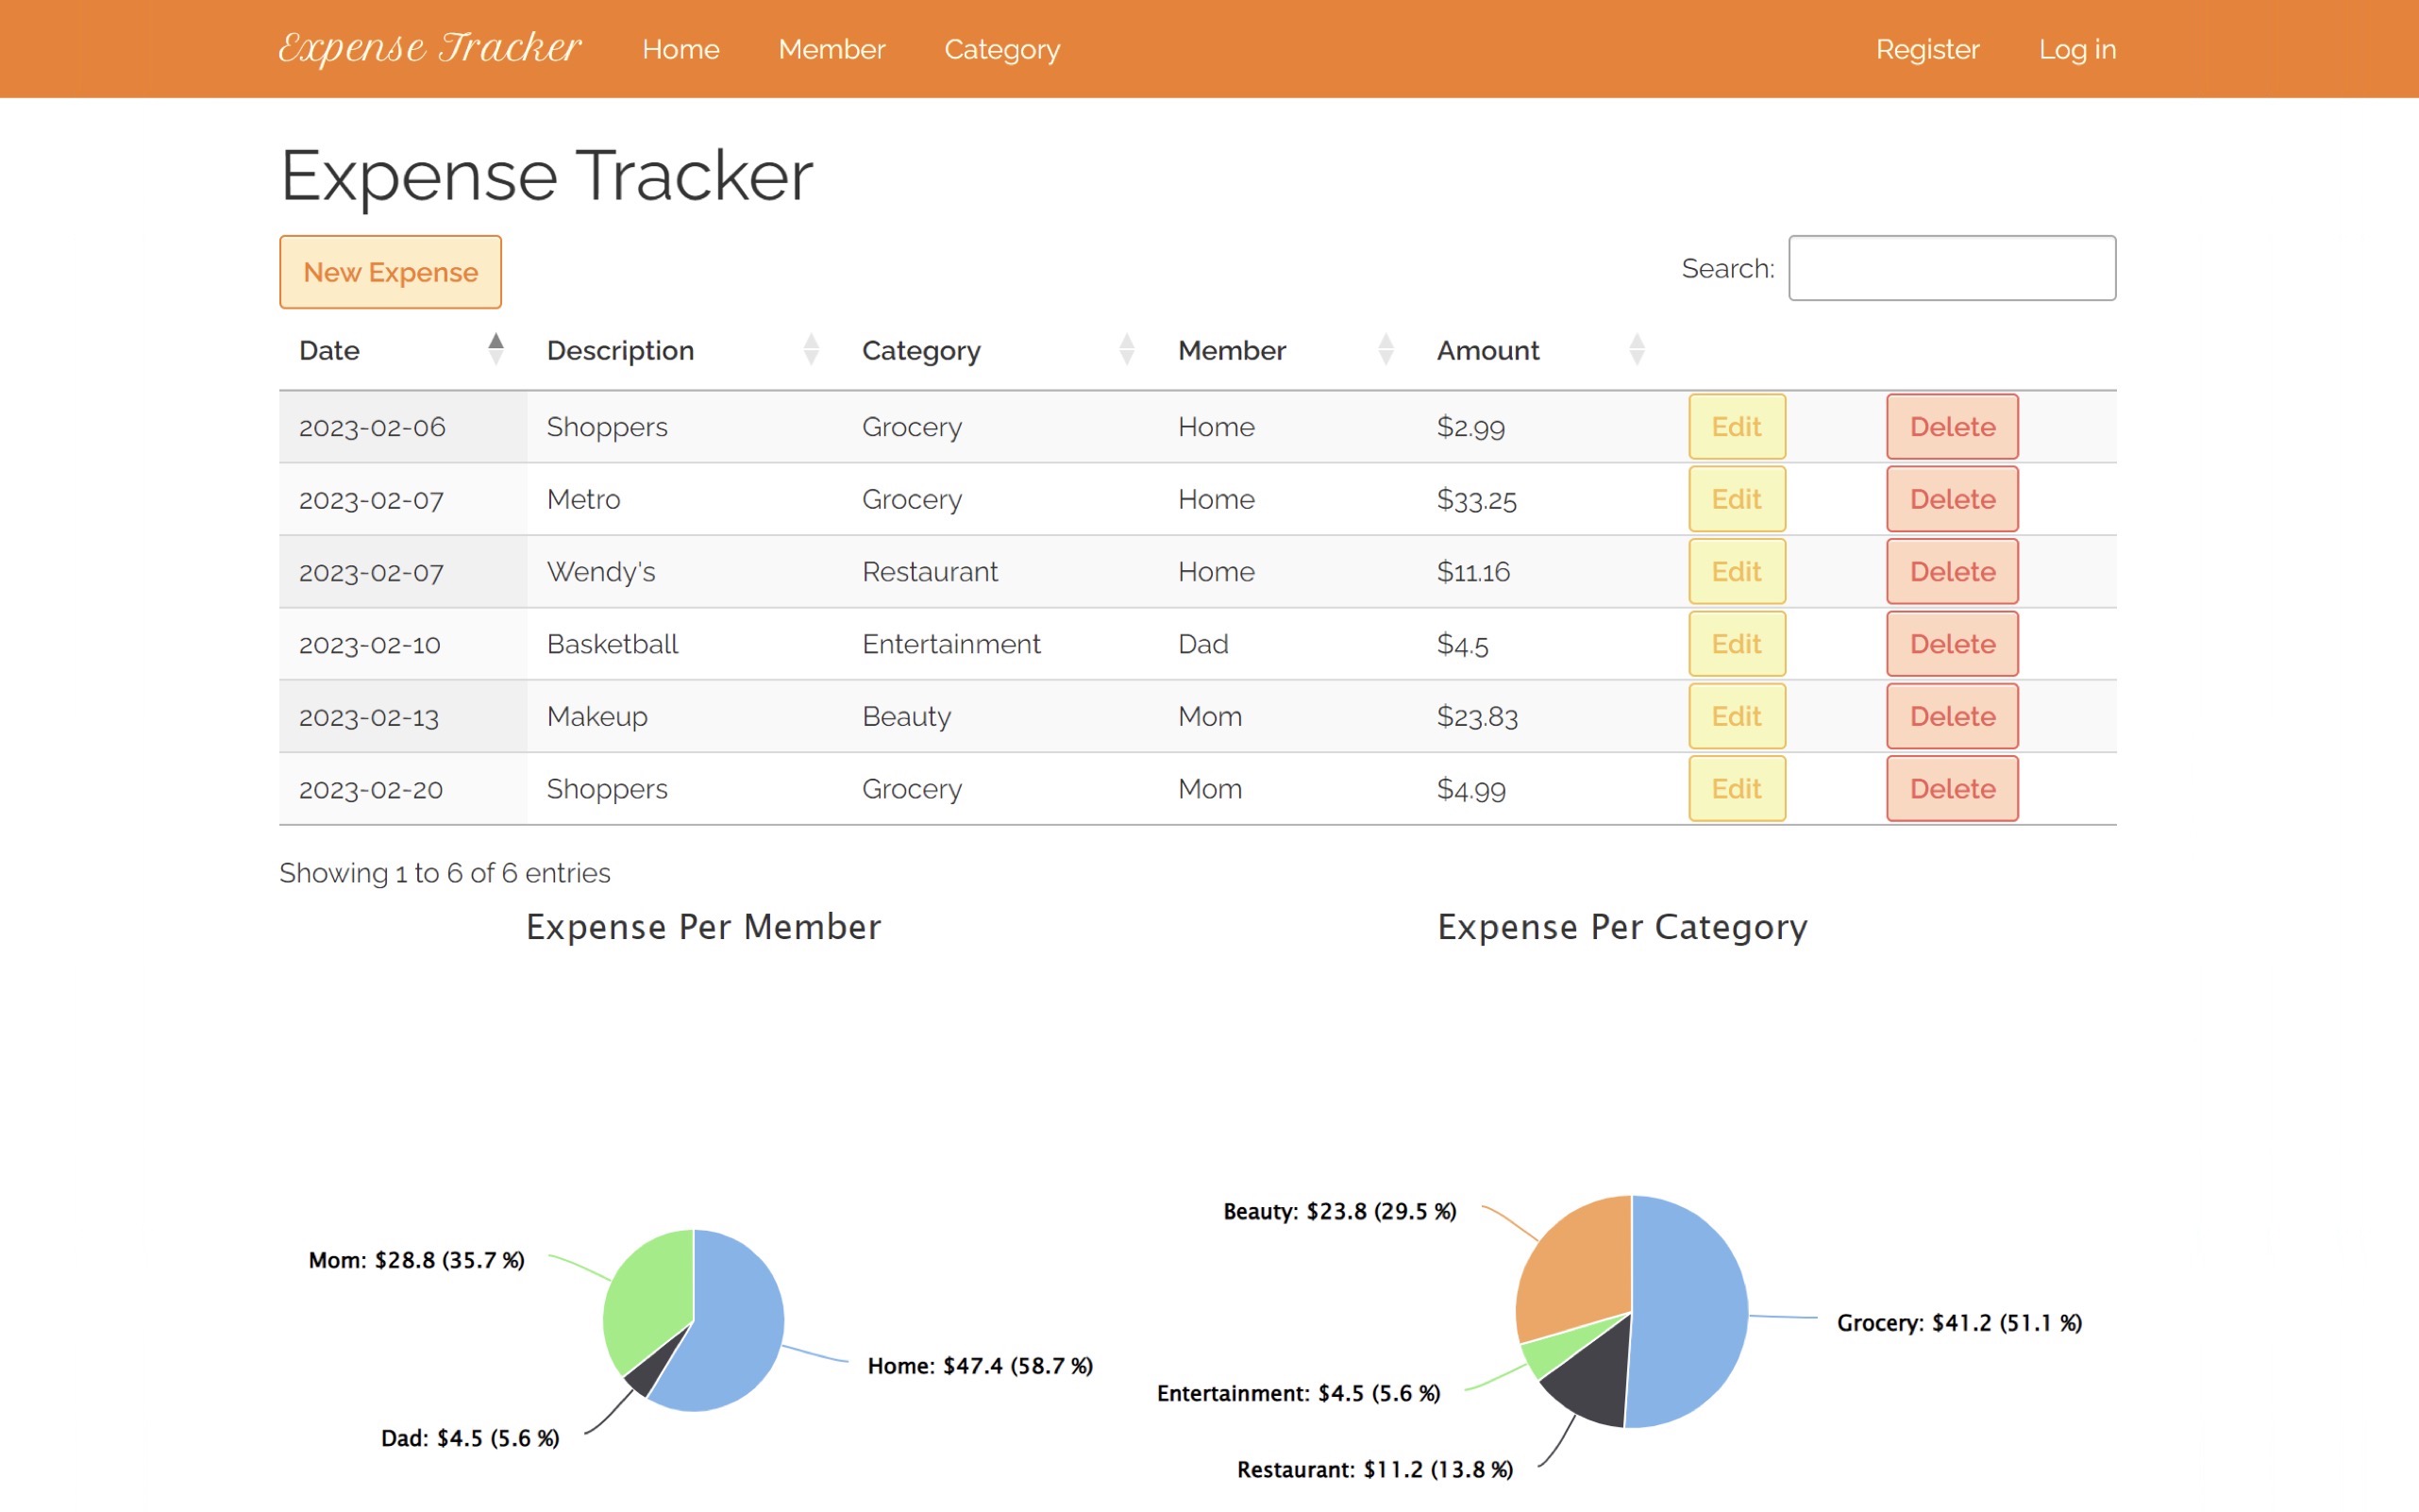 Expense Tracker Home Member Category Register Log in
Expense Tracker
New Expense Search:
Date Description Category Member Amount
2023-02-06 Shoppers Grocery Home $2.99 Edit Delete
2023-02-07 Metro Grocery Home $33.25 Edit Delete
2023-02-07 Wendy's Restaurant Home $11.16 Edit Delete
2023-02-10 Basketball Entertainment Dad $4.5 Edit Delete
2023-02-13 Makeup Beauty Mom $23.83 Edit Delete
2023-02-20 Shoppers Grocery Mom $4.99 Edit Delete
Showing 1 to 6 of 6 entries
Expense Per Member
Mom: $28.8 (35.7 %)
Home: $47.4 (58.7 %)
Dad: $4.5 (5.6 %)
Expense Per Category
Beauty: $23.8 (29.5 %)
Grocery: $41.2 (51.1 %)
Entertainment: $4.5 (5.6 %)
Restaurant: $11.2 (13.8 %)